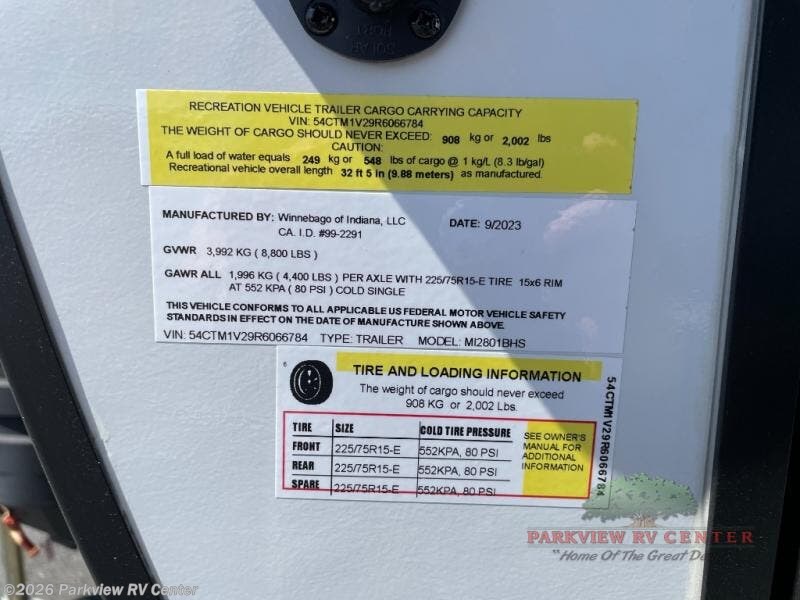 SOLAR
PORT
RECREATION VEHICLE TRAILER CARGO CARRYING CAPACITY
VIN: 54CTM1V29R6066784
THE WEIGHT OF CARGO SHOULD NEVER EXCEED: 908 kg or 2,002 lbs
CAUTION:
A full load of water equals 249 kg or 548 lbs of cargo @ 1 kg/L (8.3 lb/gal)
Recreational vehicle overall length 32 ft 5 in (9.88 meters) as manufactured.
MANUFACTURED BY: Winnebago of Indiana, LLC DATE: 9/2023
CA. I.D. #99-2291
GVWR 3,992 KG ( 8,800 LBS )
GAWR ALL 1,996 KG ( 4,400 LBS ) PER AXLE WITH 225/75R15-E TIRE 15x6 RIM
AT 552 KPA ( 80 PSI ) COLD SINGLE
THIS VEHICLE CONFORMS TO ALL APPLICABLE US FEDERAL MOTOR VEHICLE SAFETY
STANDARDS IN EFFECT ON THE DATE OF MANUFACTURE SHOWN ABOVE.
VIN: 54CTM1V29R6066784 TYPE: TRAILER MODEL: MI2801BHS
TIRE AND LOADING INFORMATION
The weight of cargo should never exceed
908 KG or 2,002 Lbs.
TIRE SIZE COLD TIRE PRESSURE
FRONT 225/75R15-E 552KPA, 80 PSI
REAR 225/75R15-E 552KPA, 80 PSI
SPARE 225/75R15-E 552KPA, 80 PSI
SEE OWNER'S
MANUAL FOR
ADDITIONAL
INFORMATION
54CTM1V29R6066784
PARKVIEW RV CENTER
"Home Of The Great
©2026 Parkview RV Center